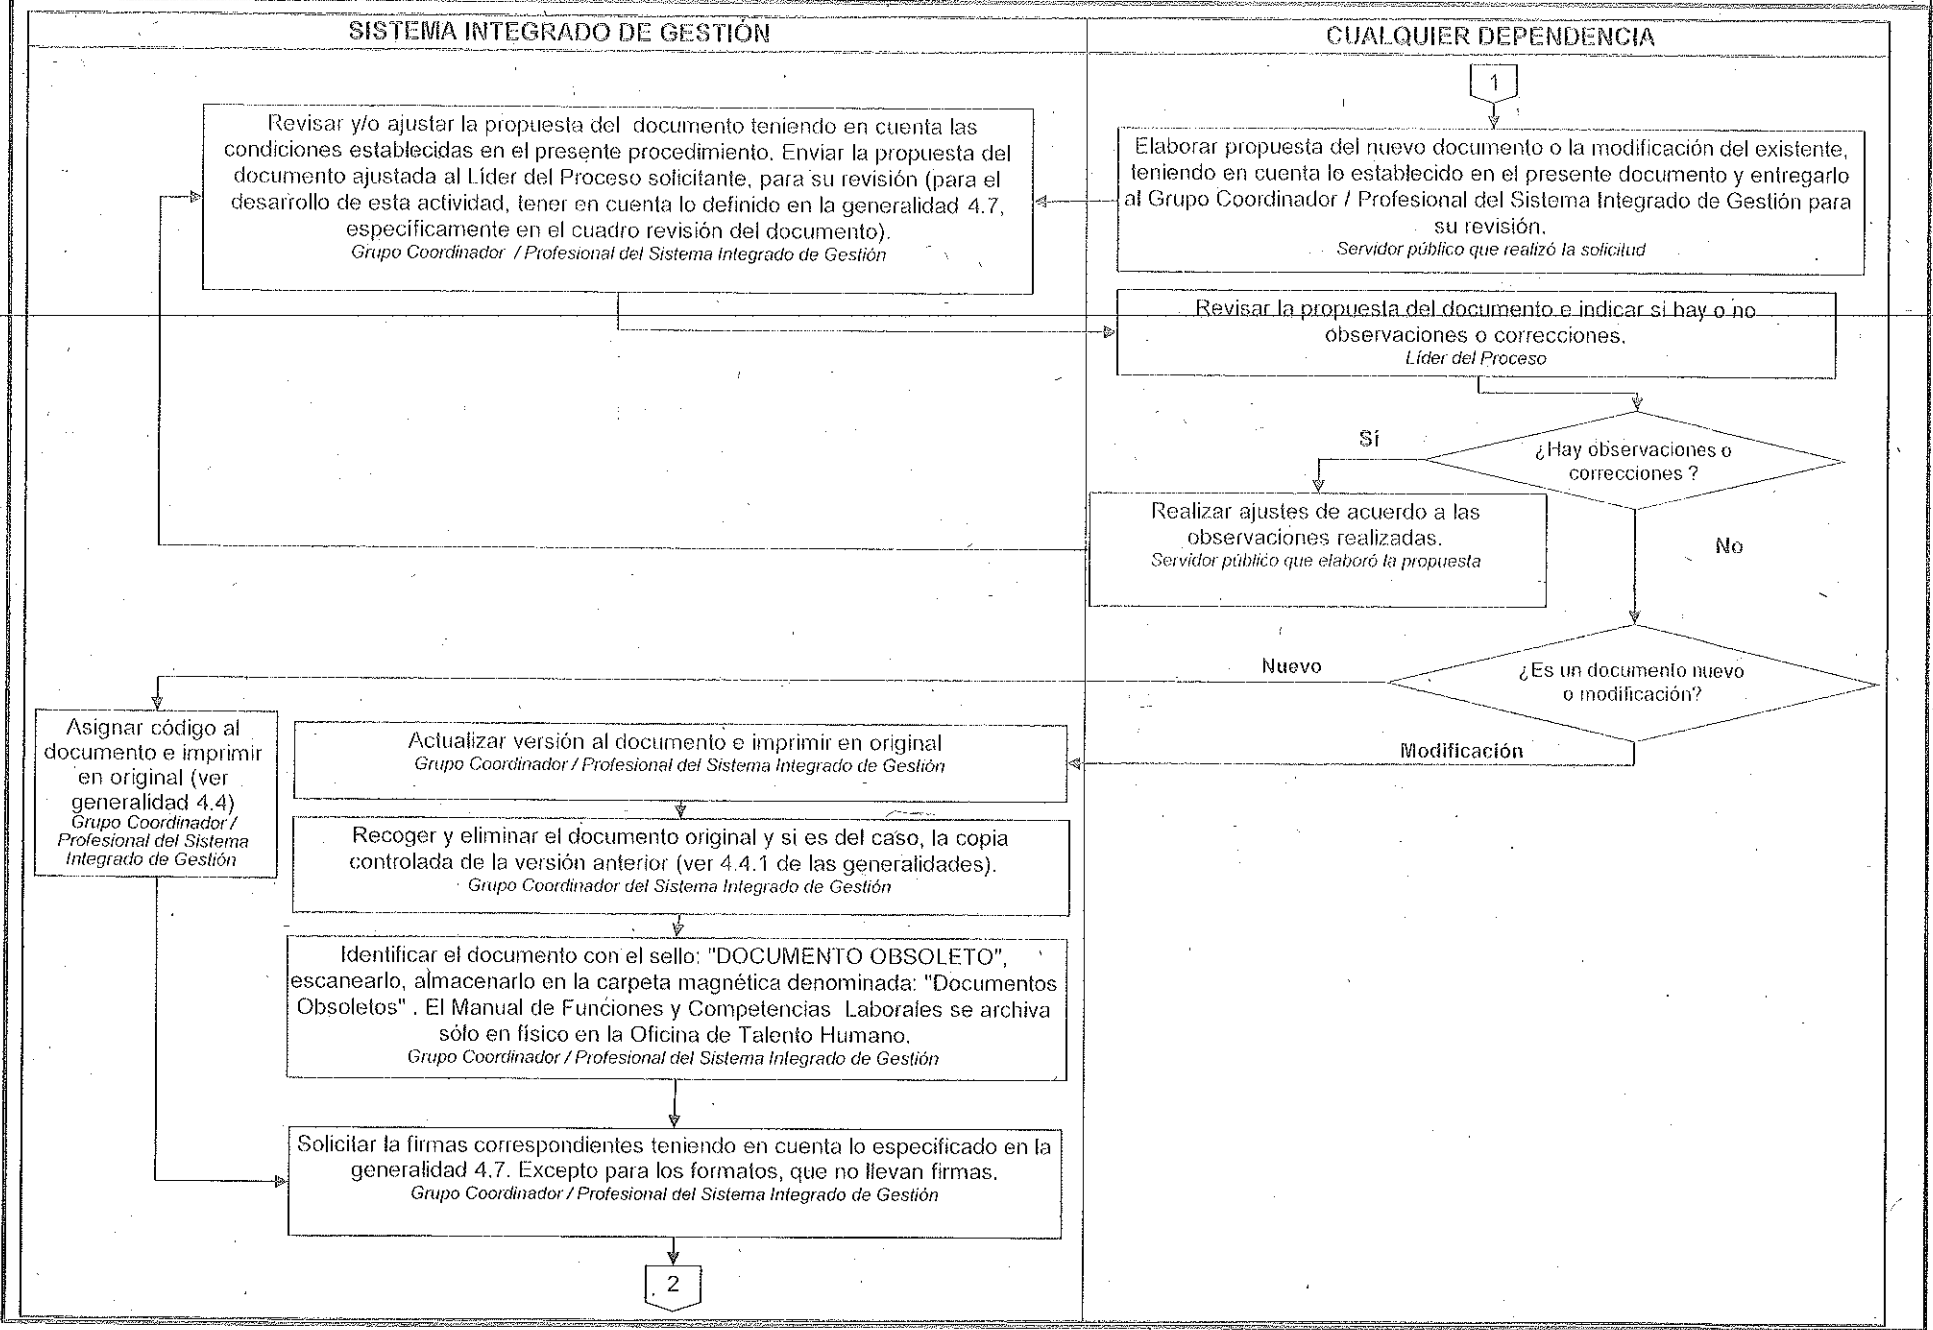 SISTEMA INTEGRADO DE GESTIÓN
CUALQUIER DEPENDENCIA
1
Elaborar propuesta del nuevo documento o la modificación del existente,
teniendo en cuenta lo establecido en el presente documento y entregarlo
al Grupo Coordinador / Profesional del Sistema Integrado de Gestión para
su revisión.
Servidor público que realizó la solicitud
Revisar y/o ajustar la propuesta del documento teniendo en cuenta las
condiciones establecidas en el presente procedimiento. Enviar la propuesta del
documento ajustada al Líder del Proceso solicitante, para su revisión (para el
desarrollo de esta actividad, tener en cuenta lo definido en la generalidad 4.7,
específicamente en el cuadro revisión del documento).
Grupo Coordinador / Profesional del Sistema Integrado de Gestión
Revisar la propuesta del documento e indicar si hay o no
observaciones o correcciones.
Líder del Proceso
¿Hay observaciones o
correcciones ?
Sí
No
Realizar ajustes de acuerdo a las
observaciones realizadas.
Servidor público que elaboró la propuesta
¿Es un documento nuevo
o modificación?
Nuevo
Modificación
Asignar código al
documento e imprimir
en original (ver
generalidad 4.4)
Grupo Coordinador /
Profesional del Sistema
Integrado de Gestión
Actualizar versión al documento e imprimir en original
Grupo Coordinador / Profesional del Sistema Integrado de Gestión
Recoger y eliminar el documento original y si es del caso, la copia
controlada de la versión anterior (ver 4.4.1 de las generalidades).
Grupo Coordinador del Sistema Integrado de Gestión
Identificar el documento con el sello: "DOCUMENTO OBSOLETO",
escanearlo, almacenarlo en la carpeta magnética denominada: "Documentos
Obsoletos" . El Manual de Funciones y Competencias Laborales se archiva
sólo en físico en la Oficina de Talento Humano.
Grupo Coordinador / Profesional del Sistema Integrado de Gestión
Solicitar la firmas correspondientes teniendo en cuenta lo especificado en la
generalidad 4.7. Excepto para los formatos, que no llevan firmas.
Grupo Coordinador / Profesional del Sistema Integrado de Gestión
2